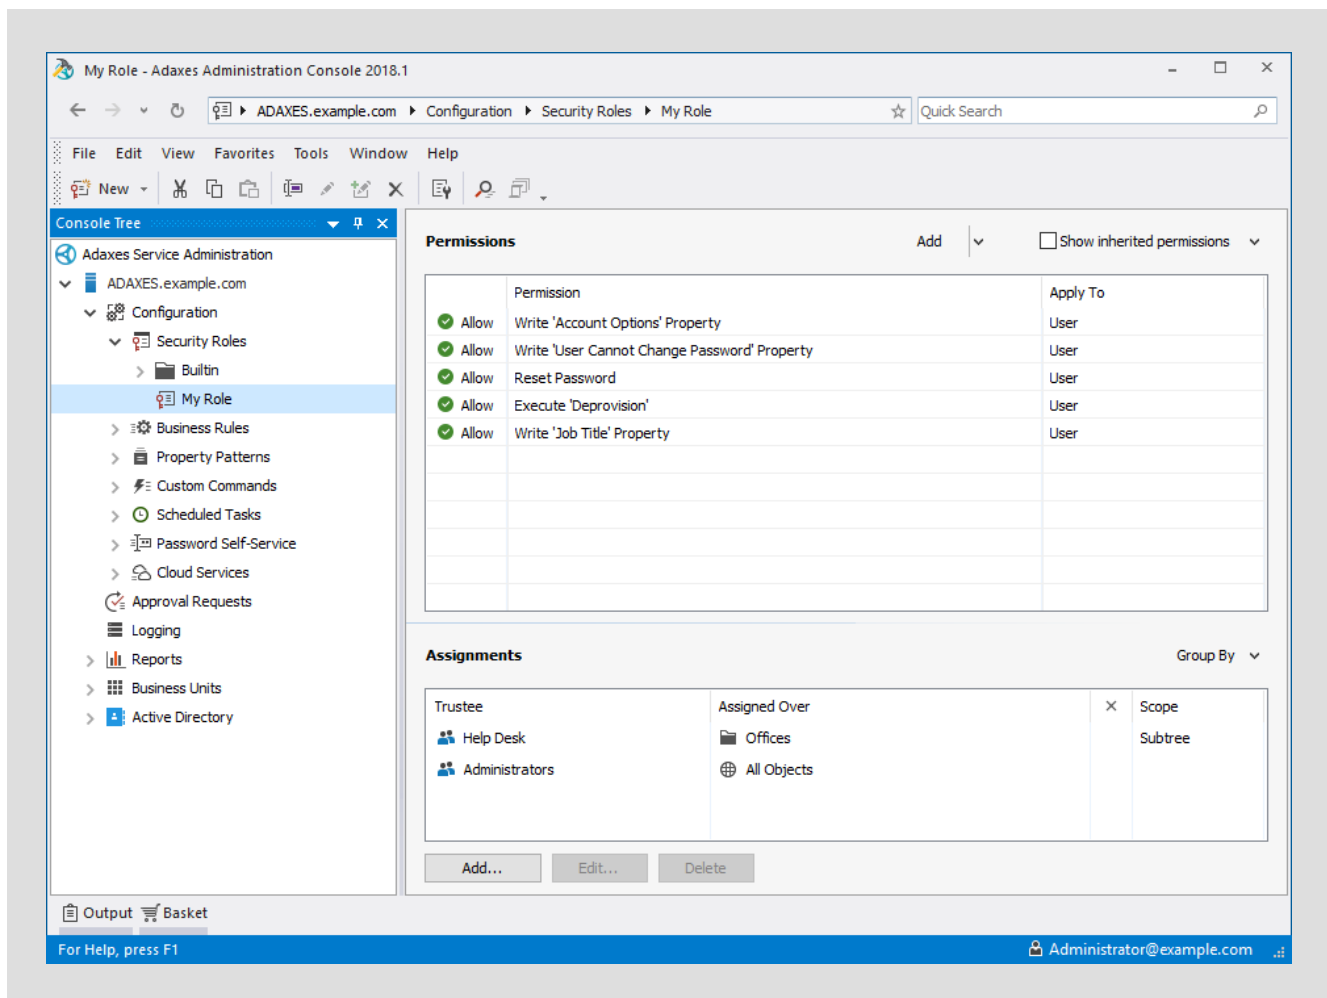 My Role - Adaxes Administration Console 2018.1
ADAXES.example.com Configuration Security Roles My Role Quick Search
File Edit View Favorites Tools Window Help
New
Console Tree
Adaxes Service Administration
ADAXES.example.com
Configuration
Security Roles
Builtin
My Role
Business Rules
Property Patterns
Custom Commands
Scheduled Tasks
Password Self-Service
Cloud Services
Approval Requests
Logging
Reports
Business Units
Active Directory
Permissions Add Show inherited permissions
Permission Apply To
Allow Write 'Account Options' Property User
Allow Write 'User Cannot Change Password' Property User
Allow Reset Password User
Allow Execute 'Deprovision' User
Allow Write 'Job Title' Property User
Assignments Group By
Trustee Assigned Over Scope
Help Desk Offices Subtree
Administrators All Objects
Add... Edit... Delete
Output Basket
For Help, press F1 Administrator@example.com